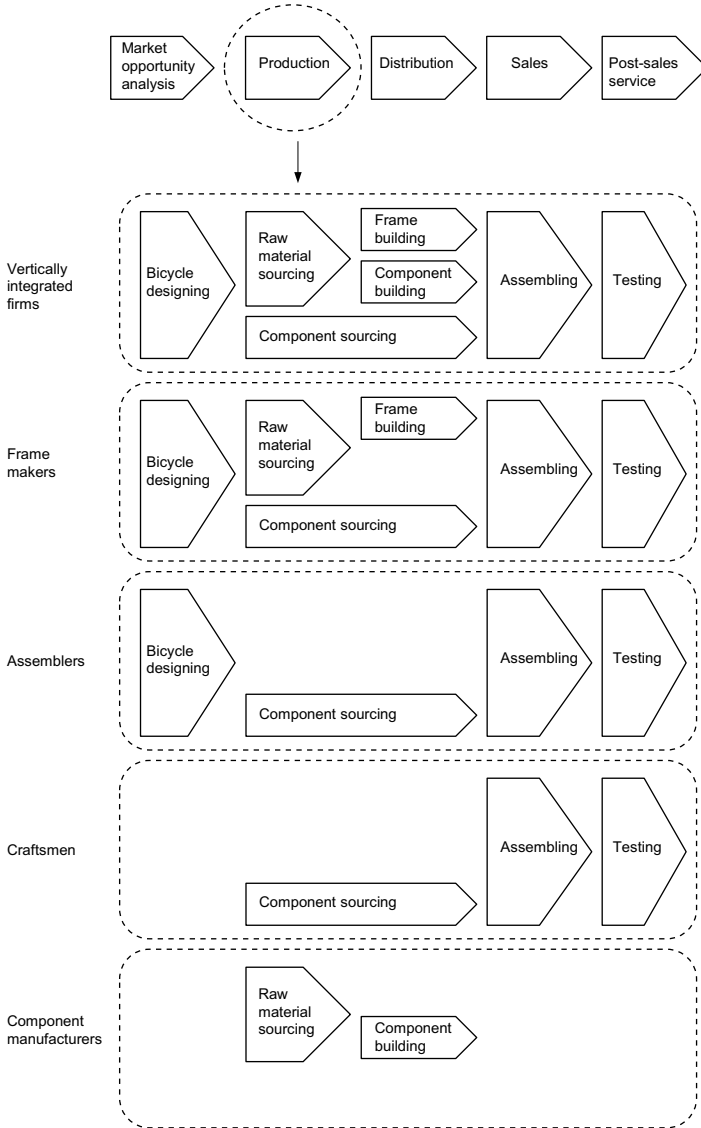 Market
opportunity
analysis
Production
Distribution
Sales
Post-sales
service
Vertically
integrated
firms
Bicycle
designing
Raw
material
sourcing
Frame
building
Component
building
Component sourcing
Assembling
Testing
Frame
makers
Bicycle
designing
Raw
material
sourcing
Frame
building
Component sourcing
Assembling
Testing
Assemblers
Bicycle
designing
Component sourcing
Assembling
Testing
Craftsmen
Component sourcing
Assembling
Testing
Component
manufacturers
Raw
material
sourcing
Component
building